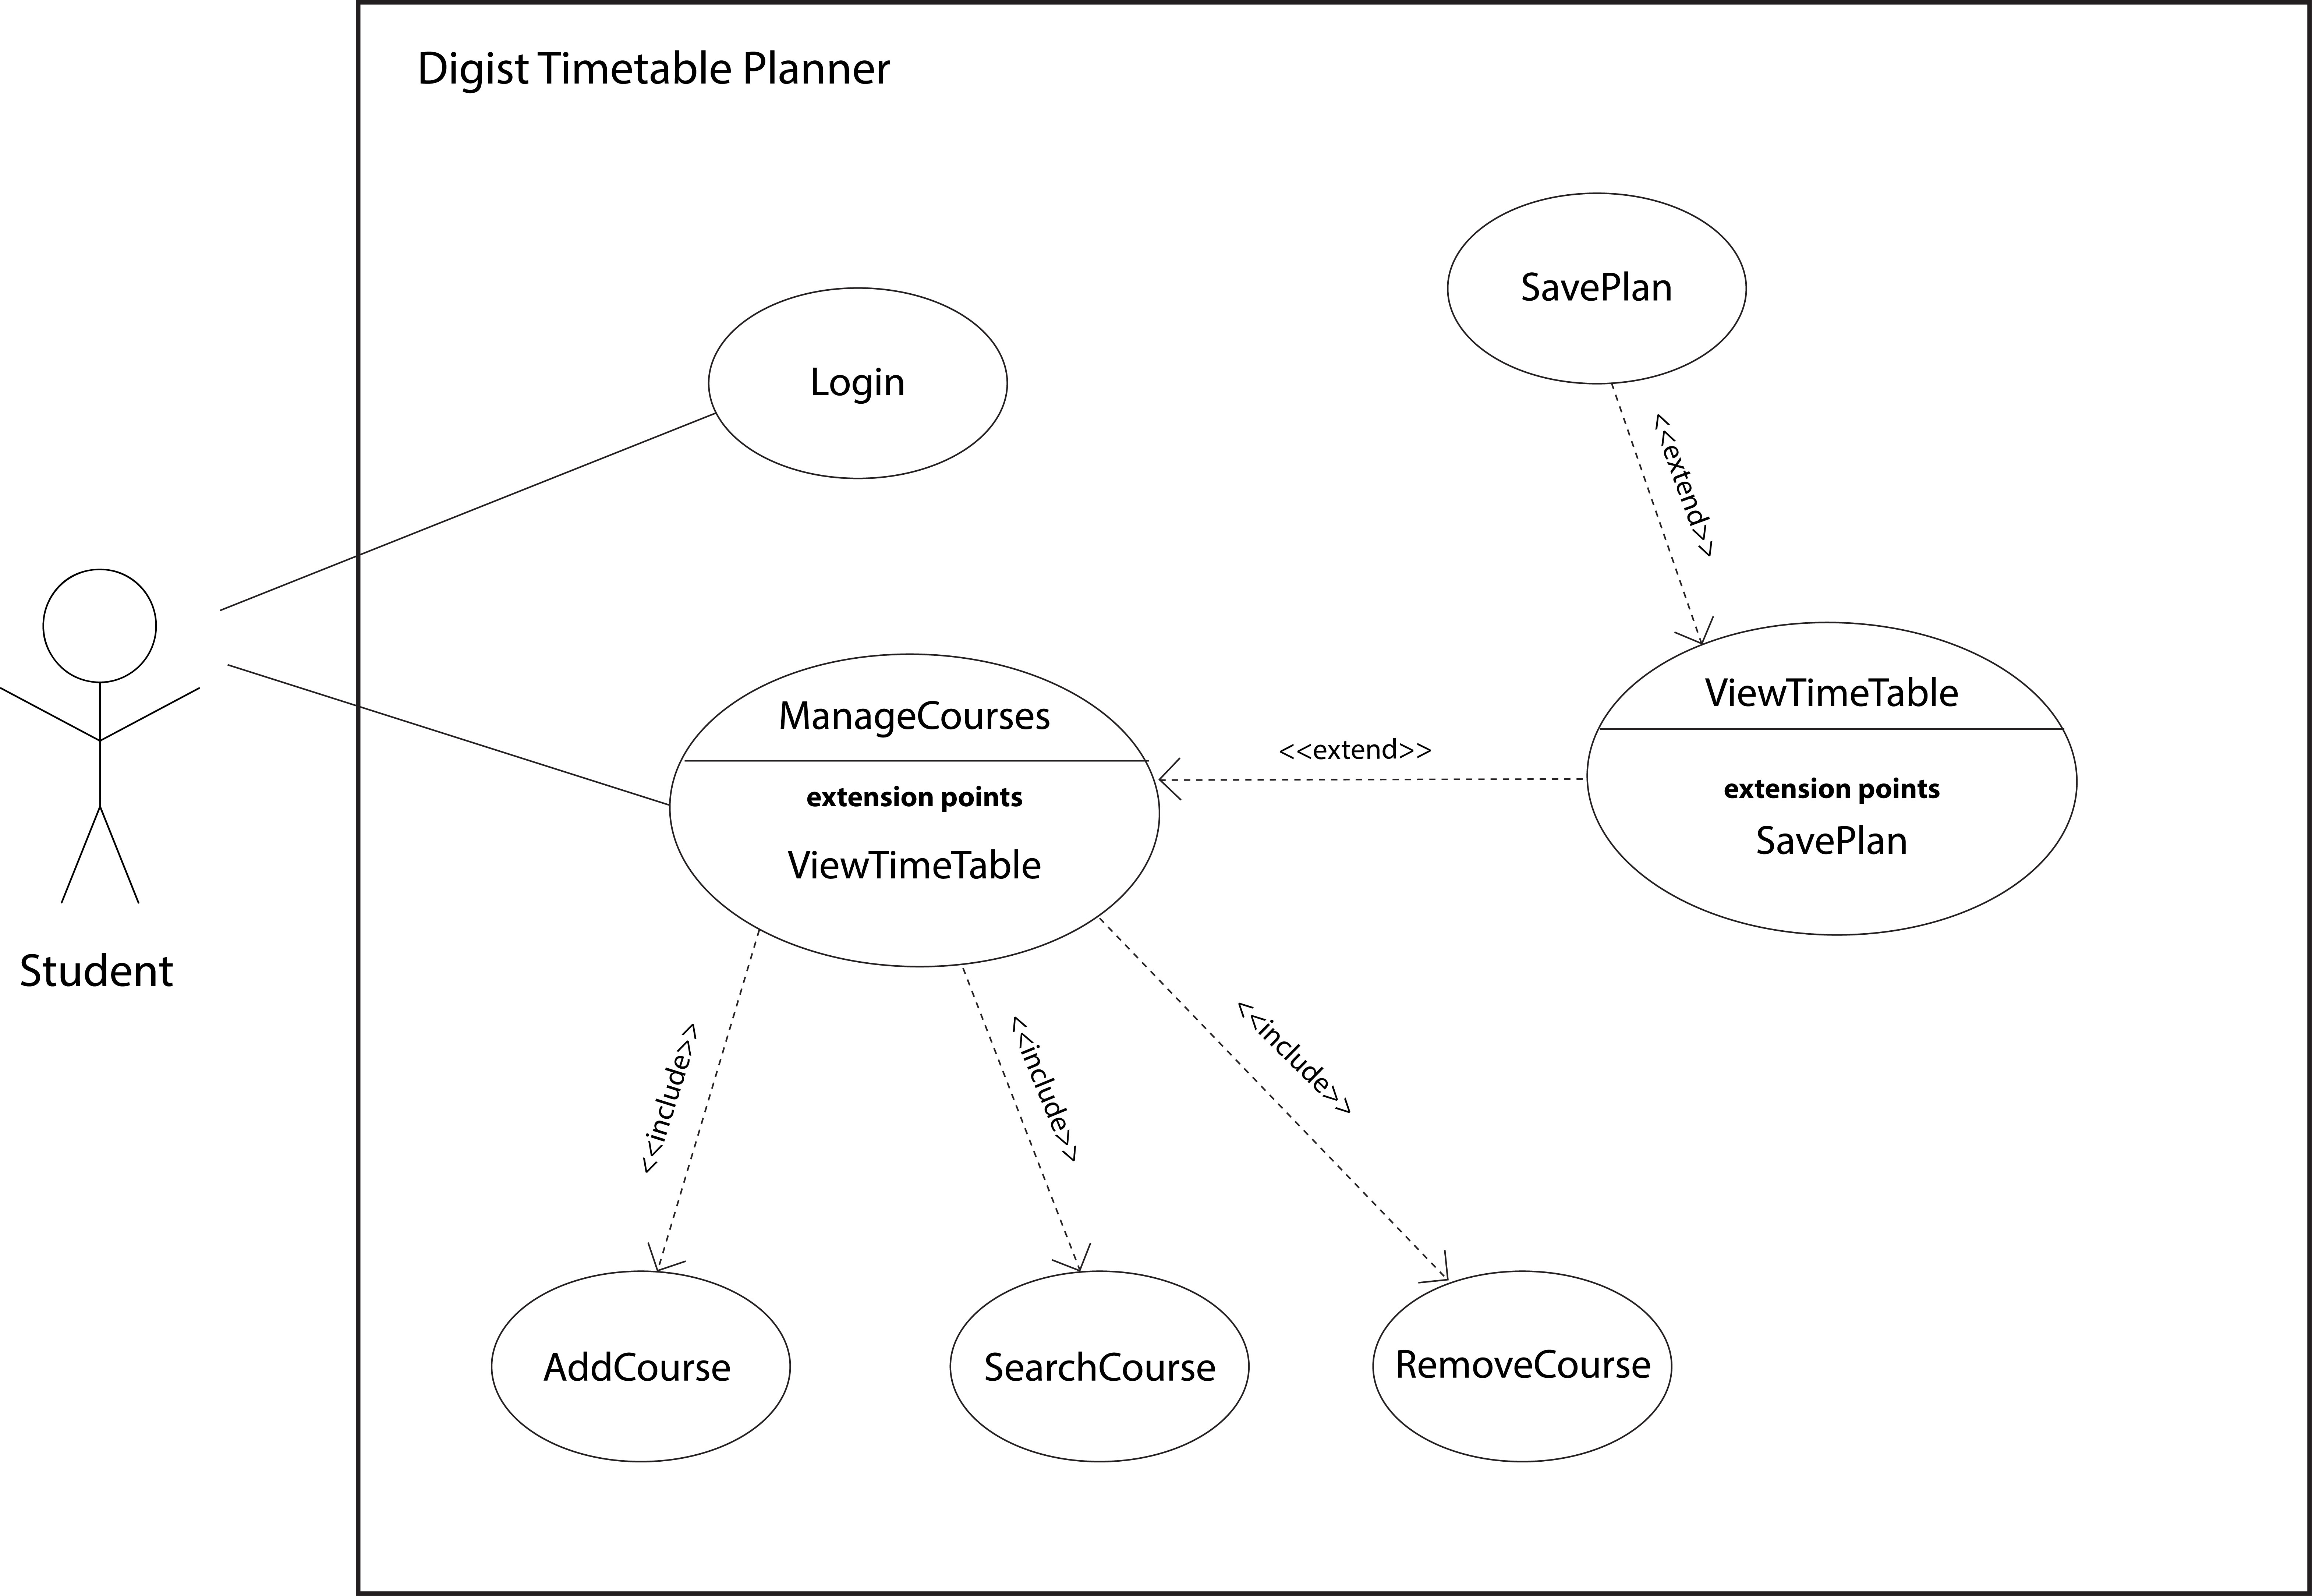 Digist Timetable Planner
SavePlan
Login
<<extend>>
ViewTimeTable
extension points
SavePlan
ManageCourses
extension points
ViewTimeTable
<<extend>>
Student
<<include>>
<<include>>
<<include>>
AddCourse
SearchCourse
RemoveCourse